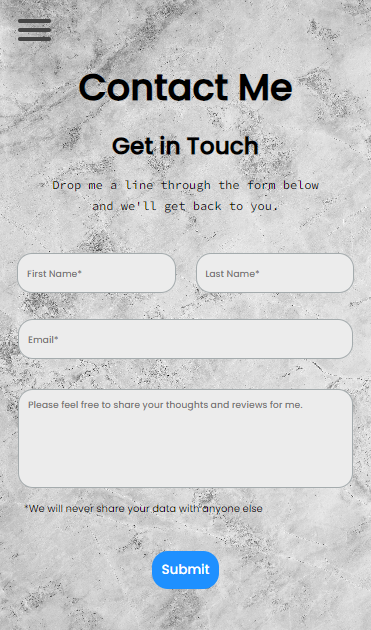 Contact Me
Get in Touch
Drop me a line through the form below
and we'll get back to you.
First Name*
Last Name*
Email*
Please feel free to share your thoughts and reviews for me.
*We will never share your data with anyone else
Submit